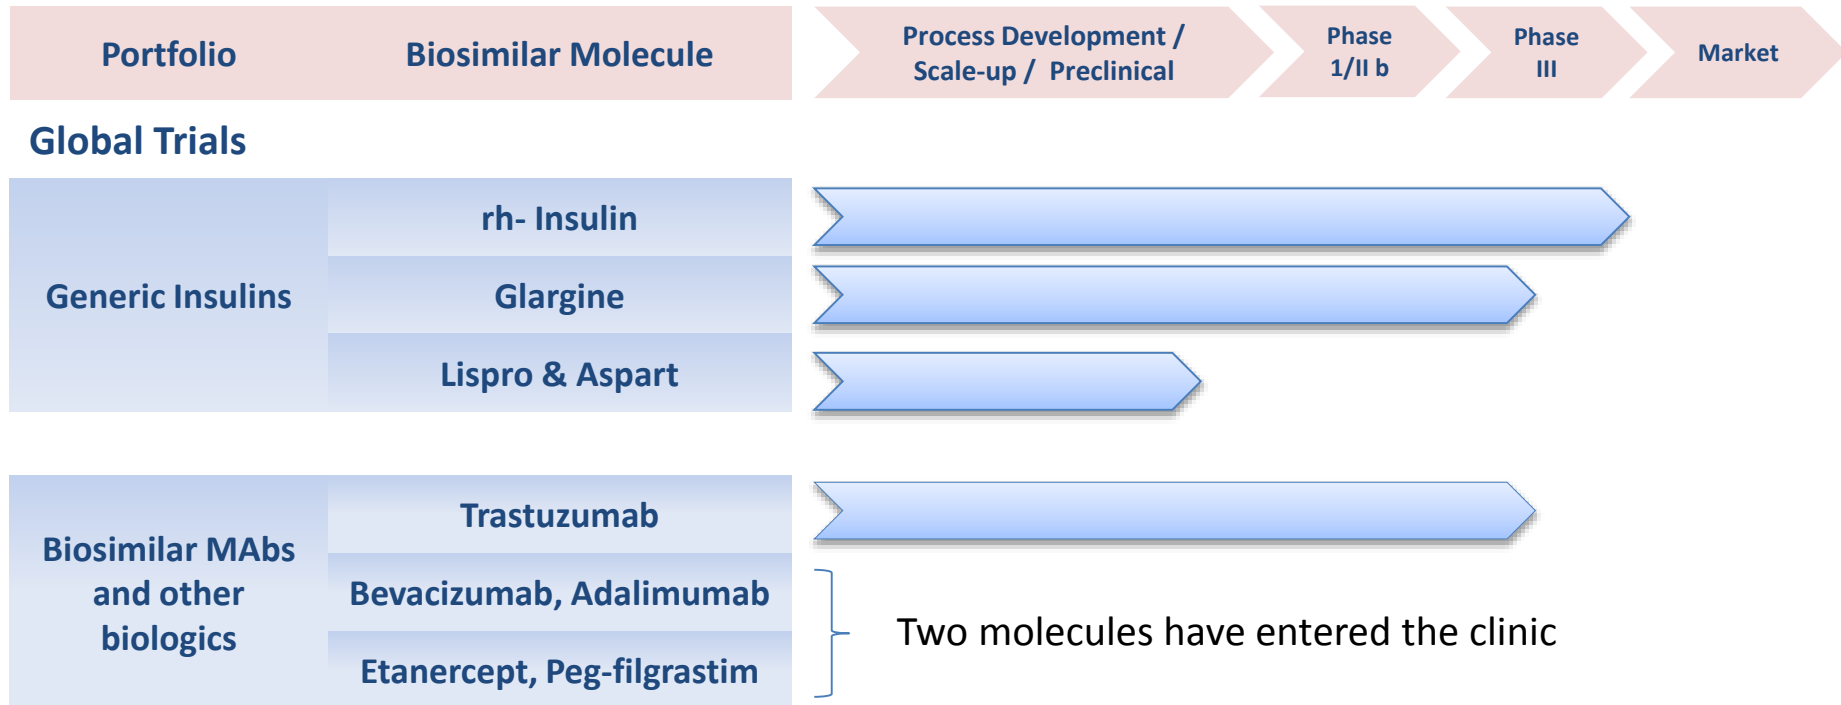 Portfolio
Biosimilar Molecule
Process Development /
Scale-up / Preclinical
Phase
1/II b
Phase
III
Market
Global Trials
Generic Insulins
rh- Insulin
Glargine
Lispro & Aspart
Biosimilar MAbs
and other
biologics
Trastuzumab
Bevacizumab, Adalimumab
Etanercept, Peg-filgrastim
Two molecules have entered the clinic